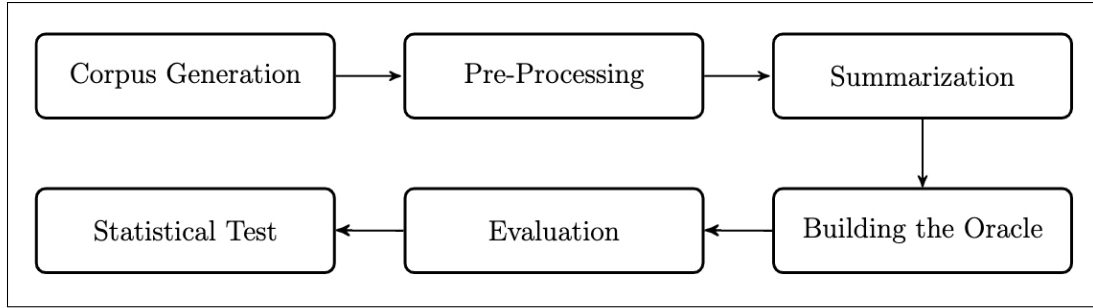 Corpus Generation
Pre-Processing
Summarization
Building the Oracle
Evaluation
Statistical Test